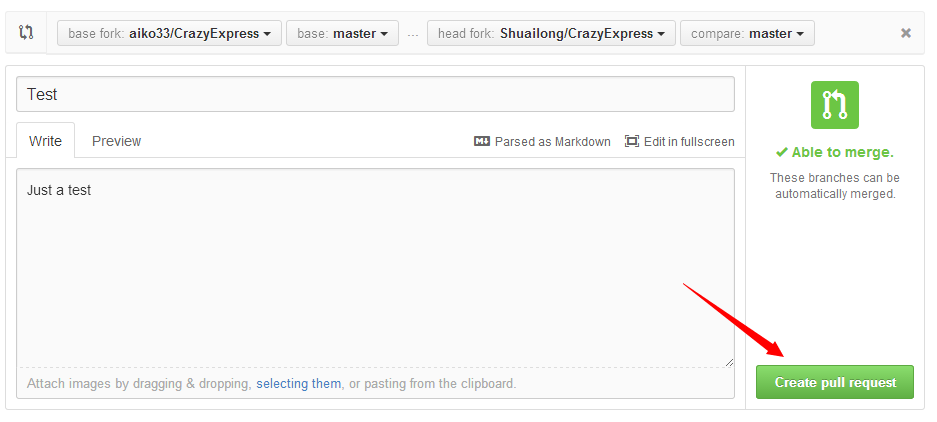 base fork: aiko33/CrazyExpress base: master ... head fork: Shuailong/CrazyExpress compare: master
Test
Write Preview Parsed as Markdown Edit in fullscreen
Just a test
Attach images by dragging & dropping, selecting them, or pasting from the clipboard.
Able to merge.
These branches can be
automatically merged.
Create pull request